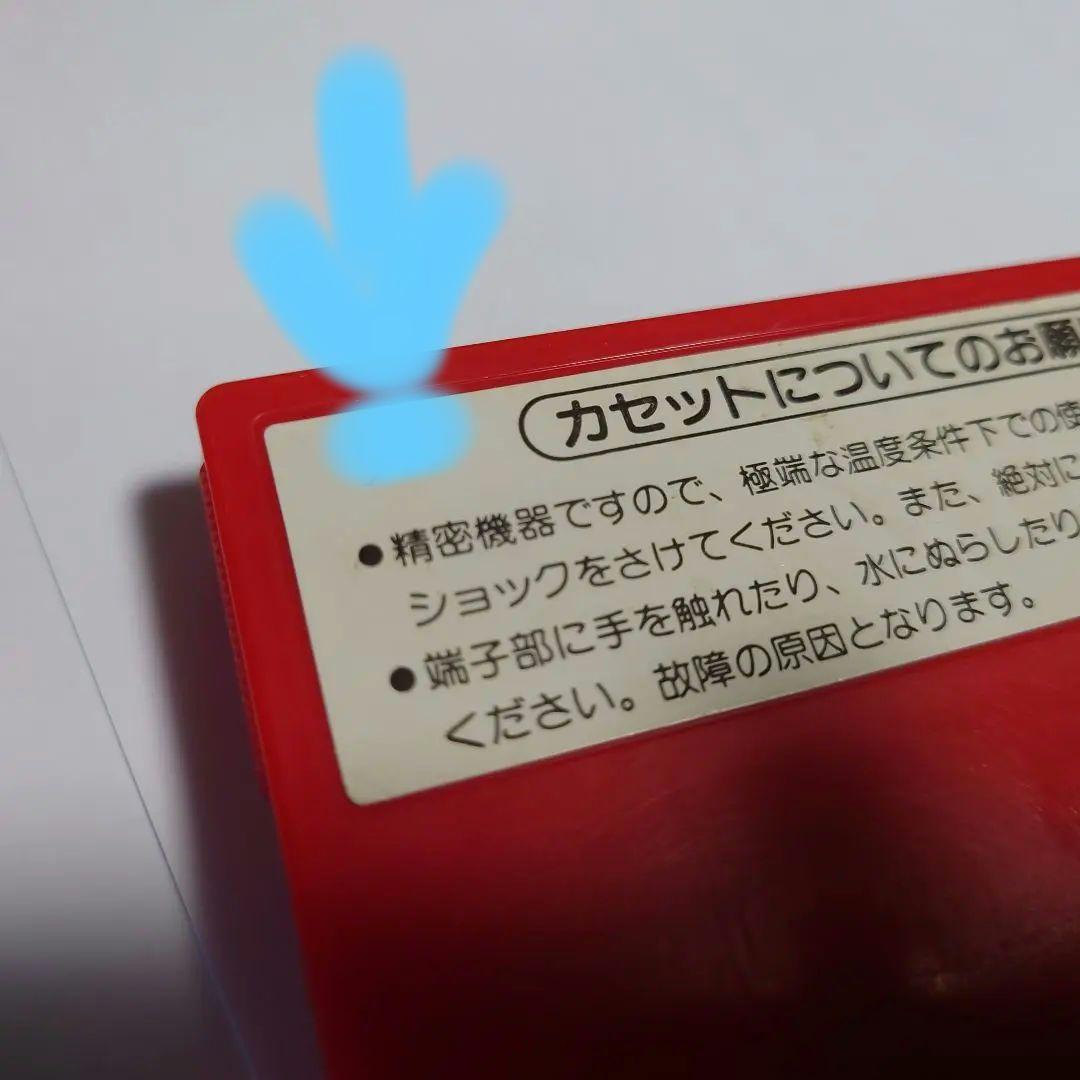 カセットについてのお願
●精密機器ですので、極端な温度条件下での使
ショックをさけてください。また、絶対に
●端子部に手を触れたり、水にぬらしたり
ください。故障の原因となります。